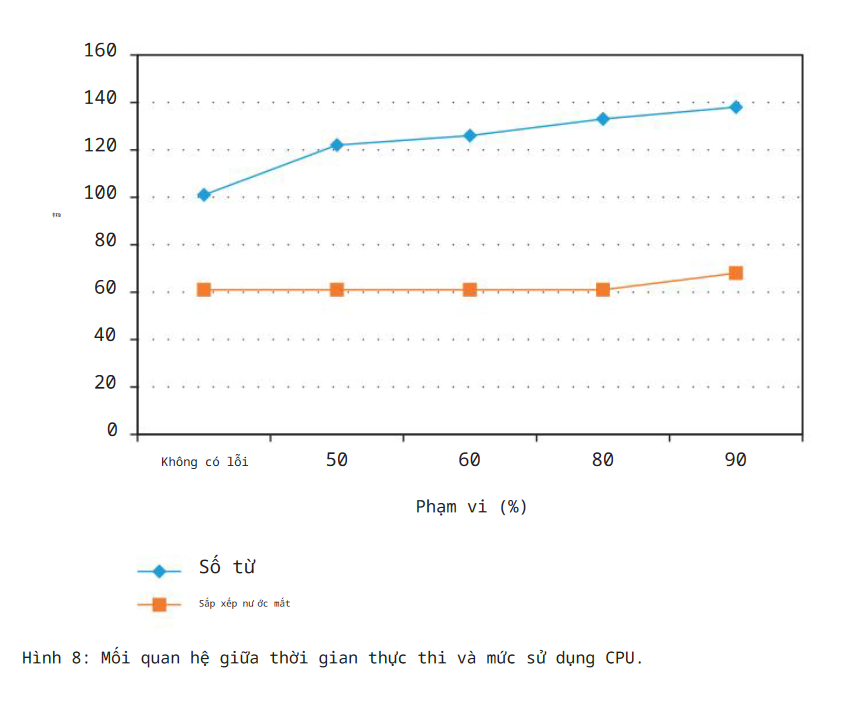 160
140
120
100
80
60
40
20
0
Không có lỗi 50 60 80 90
Phạm vi (%)
Số từ
Sắp xếp nước mắt
Hình 8: Mối quan hệ giữa thời gian thực thi và mức sử dụng CPU.